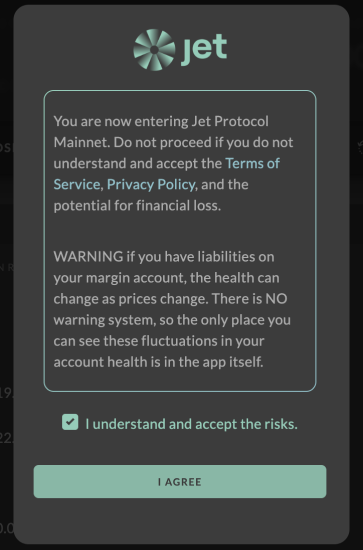 jet
You are now entering Jet Protocol
Mainnet. Do not proceed if you do not
understand and accept the Terms of
Service, Privacy Policy, and the
potential for financial loss.
WARNING if you have liabilities on
your margin account, the health can
change as prices change. There is NO
warning system, so the only place you
can see these fluctuations in your
account health is in the app itself.
I understand and accept the risks.
I AGREE